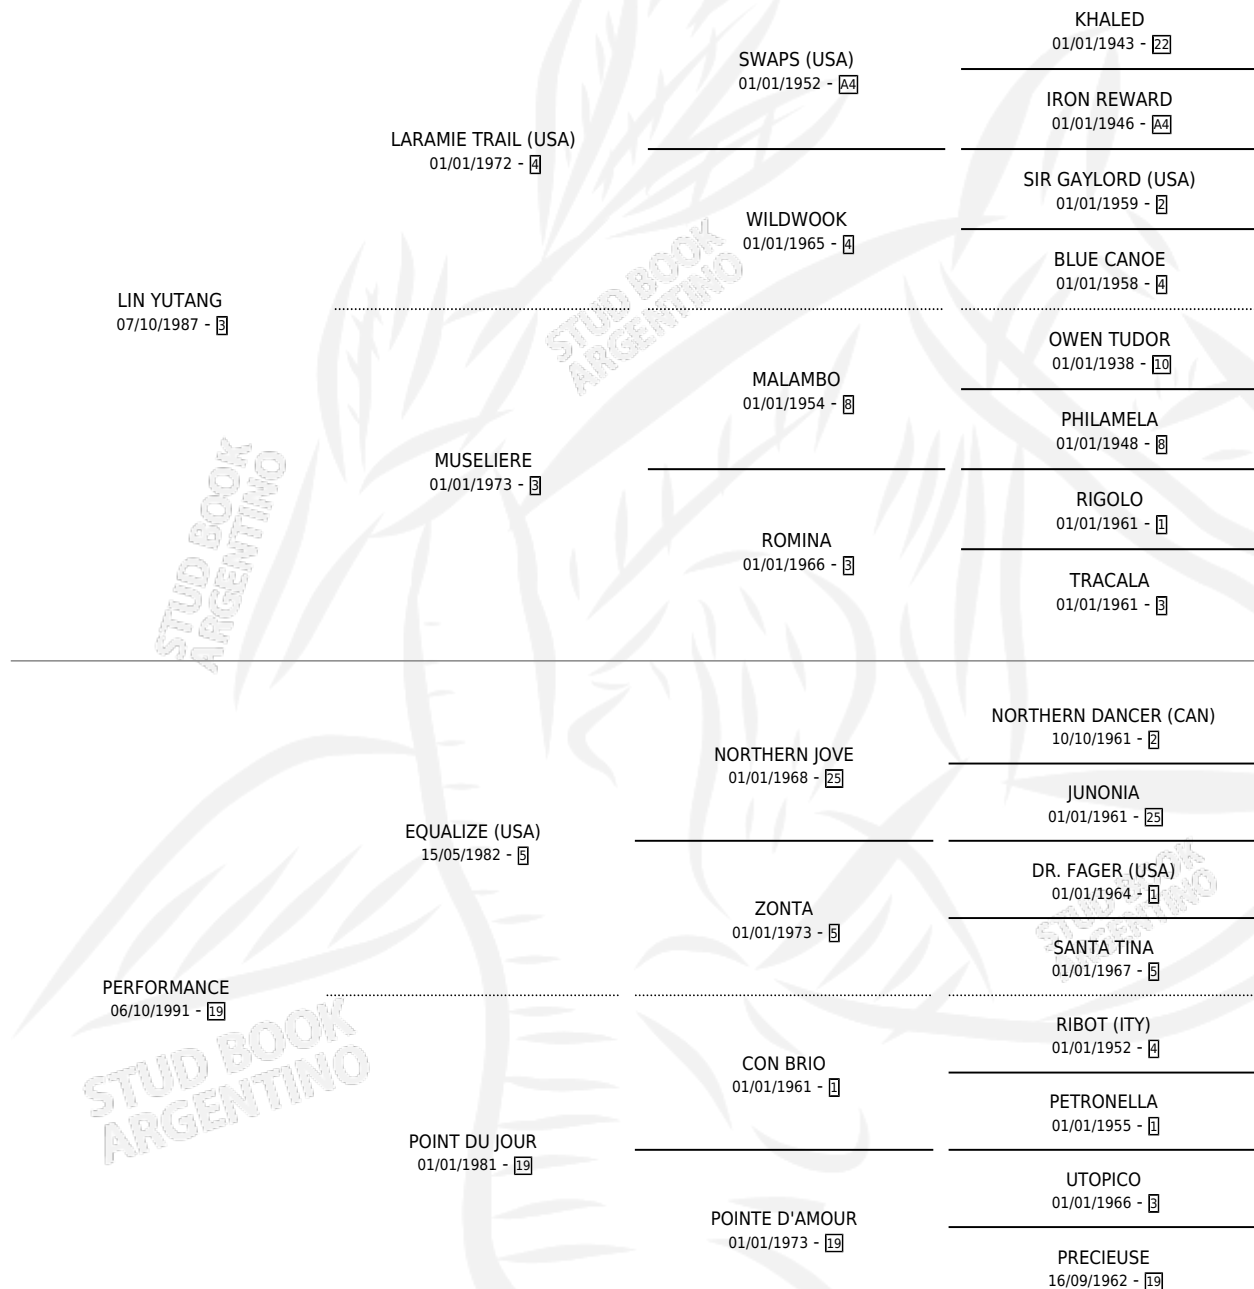 KHALED
01/01/1943 - 22
SWAPS (USA)
01/01/1952 - A4
IRON REWARD
01/01/1946 - A4
LARAMIE TRAIL (USA)
01/01/1972 - 4
SIR GAYLORD (USA)
01/01/1959 - 2
WILDWOOK
01/01/1965 - 4
BLUE CANOE
01/01/1958 - 4
LIN YUTANG
07/10/1987 - 3
STUD BOOK
ARGENTINO
OWEN TUDOR
01/01/1938 - 10
MALAMBO
01/01/1954 - 8
PHILAMELA
01/01/1948 - 8
MUSELIERE
01/01/1973 - 3
RIGOLO
01/01/1961 - 1
ROMINA
01/01/1966 - 3
TRACALA
01/01/1961 - 3
STUD BOOK
ARGENTINO
NORTHERN DANCER (CAN)
10/10/1961 - 2
NORTHERN JOVE
01/01/1968 - 25
JUNONIA
01/01/1961 - 25
EQUALIZE (USA)
15/05/1982 - 5
DR. FAGER (USA)
01/01/1964 - 1
ZONTA
01/01/1973 - 5
SANTA TINA
01/01/1967 - 5
STUD BOOK
ARGENTINO
PERFORMANCE
06/10/1991 - 19
STUD BOOK
ARGENTINO
RIBOT (ITY)
01/01/1952 - 4
CON BRIO
01/01/1961 - 1
PETRONELLA
01/01/1955 - 1
POINT DU JOUR
01/01/1981 - 19
UTOPICO
01/01/1966 - 3
POINTE D'AMOUR
01/01/1973 - 19
PRECIEUSE
16/09/1962 - 19